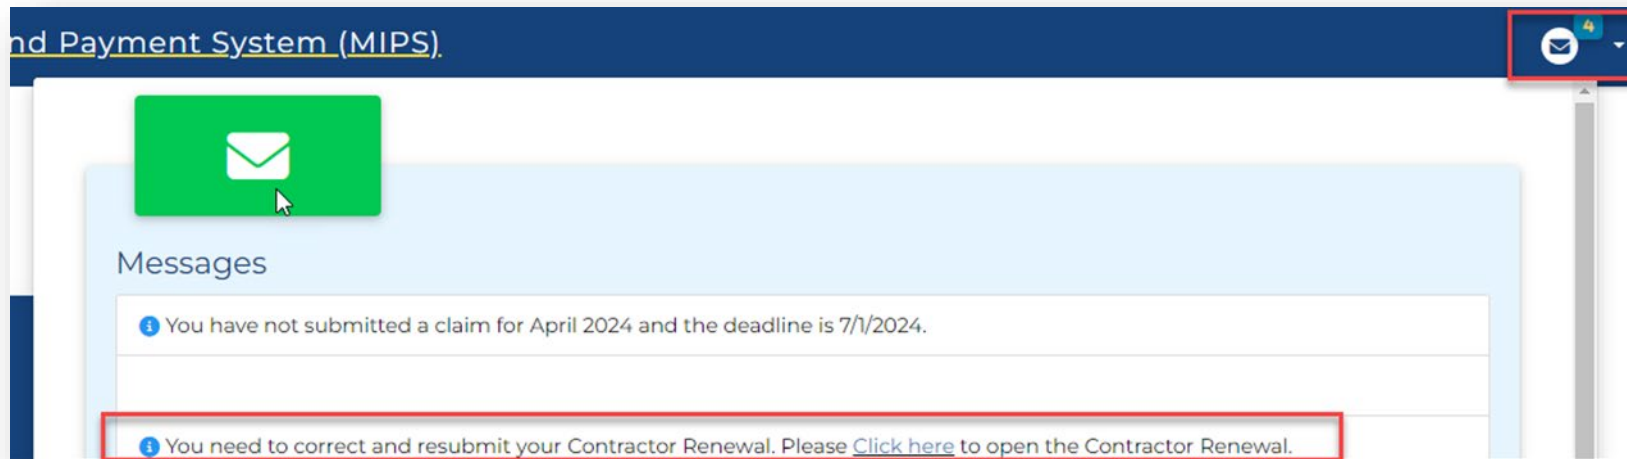 nd Payment System (MIPS)
4
Messages
You have not submitted a claim for April 2024 and the deadline is 7/1/2024.
You need to correct and resubmit your Contractor Renewal. Please Click here to open the Contractor Renewal.